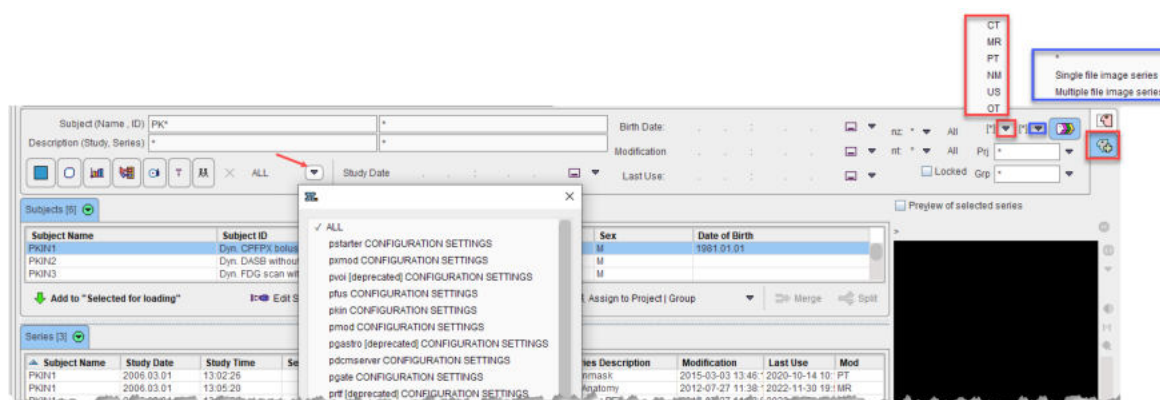 CT
MR
PT
NM
US
OT
*
Single file image series
Multiple file image series
Subject (Name , ID) PK* * Birth Date: nz: * All [*] [*]
Description (Study, Series) * * Modification nt: * All Prj *
ALL Study Date Last Use: Locked Grp *
Subjects [6] Preview of selected series
Subject Name Subject ID Sex Date of Birth
PKIN1 Dyn. CPFPX bolus M 1981.01.01
PKIN2 Dyn. DASB without M
PKIN3 Dyn. FDG scan wit M
Add to "Selected for loading" Edit S Assign to Project | Group Merge Split
ALL
pstarter CONFIGURATION SETTINGS
pxmod CONFIGURATION SETTINGS
pvoi [deprecated] CONFIGURATION SETTINGS
pfus CONFIGURATION SETTINGS
pkin CONFIGURATION SETTINGS
pmod CONFIGURATION SETTINGS
pgastro [deprecated] CONFIGURATION SETTINGS
pdcmserver CONFIGURATION SETTINGS
pgate CONFIGURATION SETTINGS
prtf [deprecated] CONFIGURATION SETTINGS
Series [3]
Subject Name Study Date Study Time Se ies Description Modification Last Use Mod
PKIN1 2006.03.01 13:02:26 nmask 2015-03-03 13:46: 2020-10-14 10: PT
PKIN1 2006.03.01 13:05:20 Anatomy 2012-07-27 11:38: 2022-11-30 19: MR